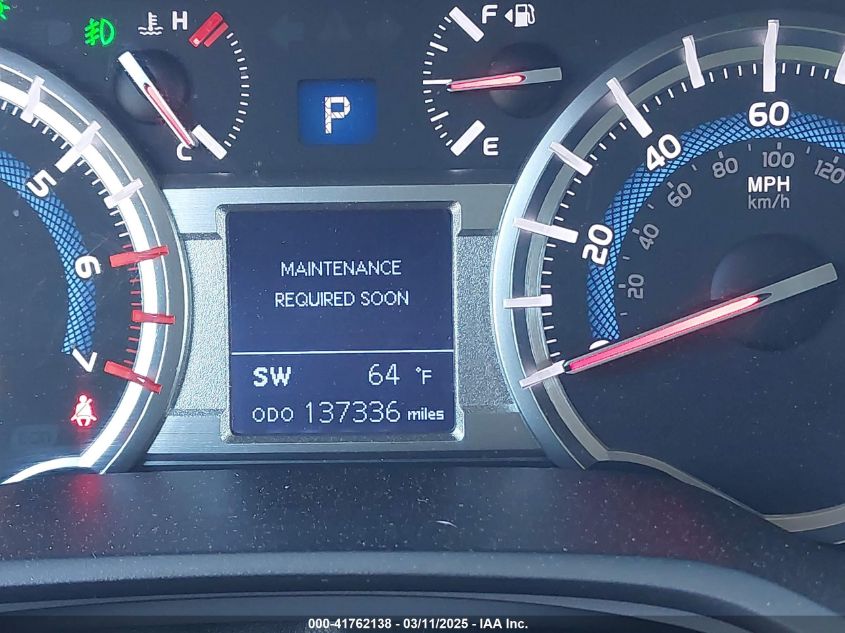 H
C
P
F
E
MAINTENANCE
REQUIRED SOON
SW 64 °F
ODO 137336 miles
5
6
7
20
40
60
MPH
km/h
20
40
60
80
100
120
000-41762138 - 03/11/2025 - IAA Inc.